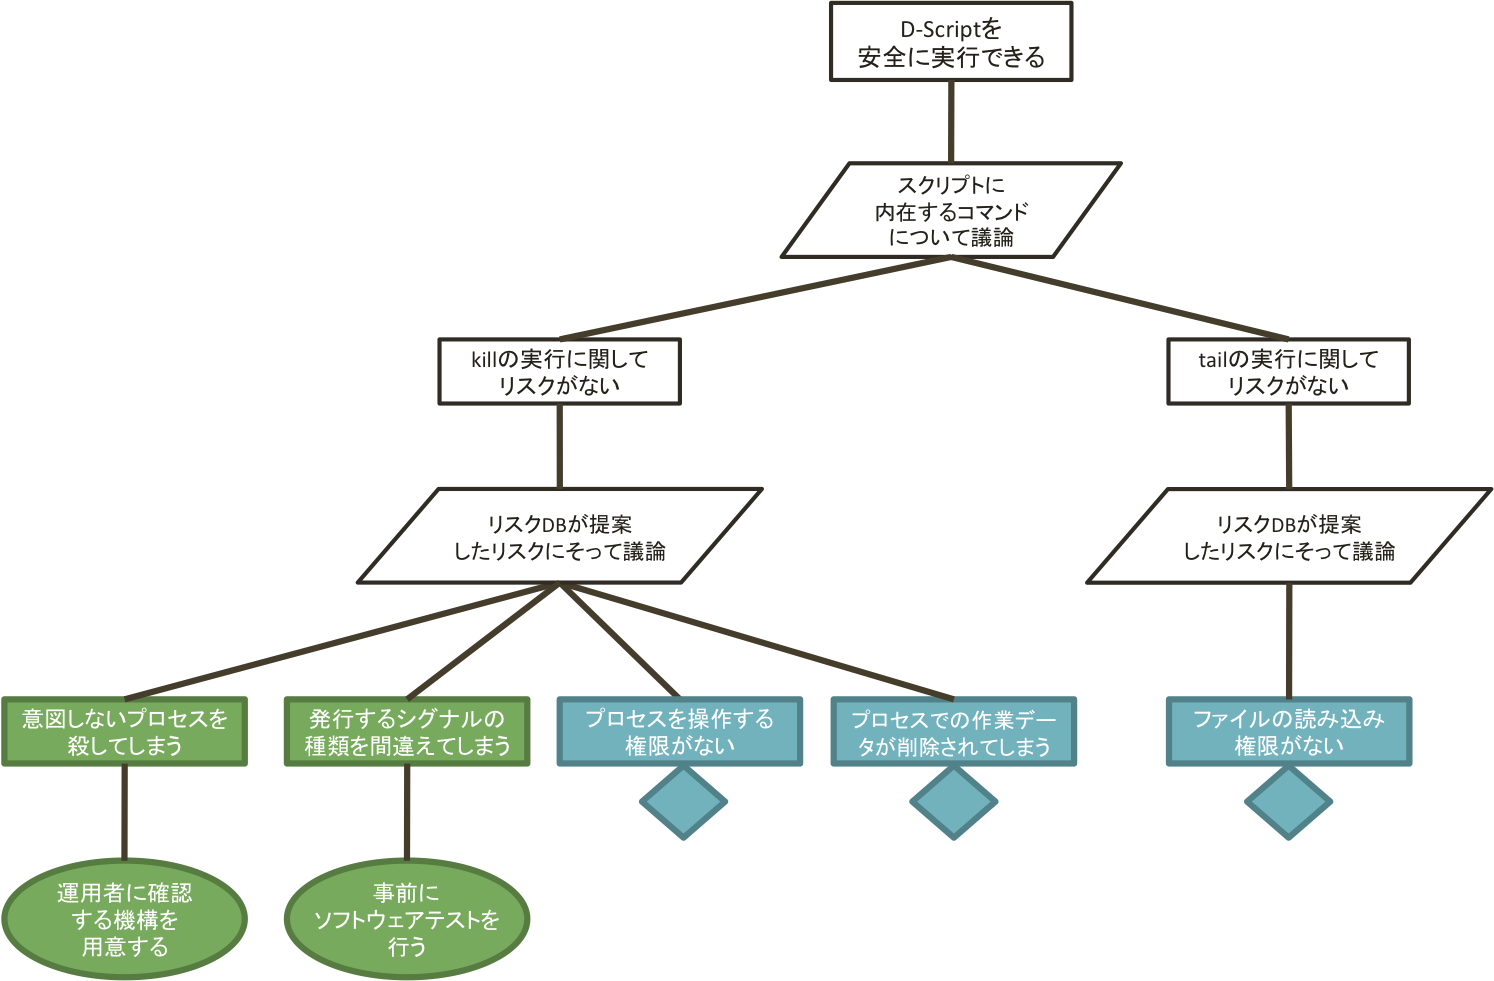 D-Scriptを
安全に実行できる
スクリプトに
内在するコマンド
について議論
killの実行に関して
リスクがない
tailの実行に関して
リスクがない
リスクDBが提案
したリスクにそって議論
リスクDBが提案
したリスクにそって議論
意図しないプロセスを
殺してしまう
発行するシグナルの
種類を間違えてしまう
プロセスを操作する
権限がない
プロセスでの作業デー
タが削除されてしまう
ファイルの読み込み
権限がない
運用者に確認
する機構を
用意する
事前に
ソフトウェアテストを
行う